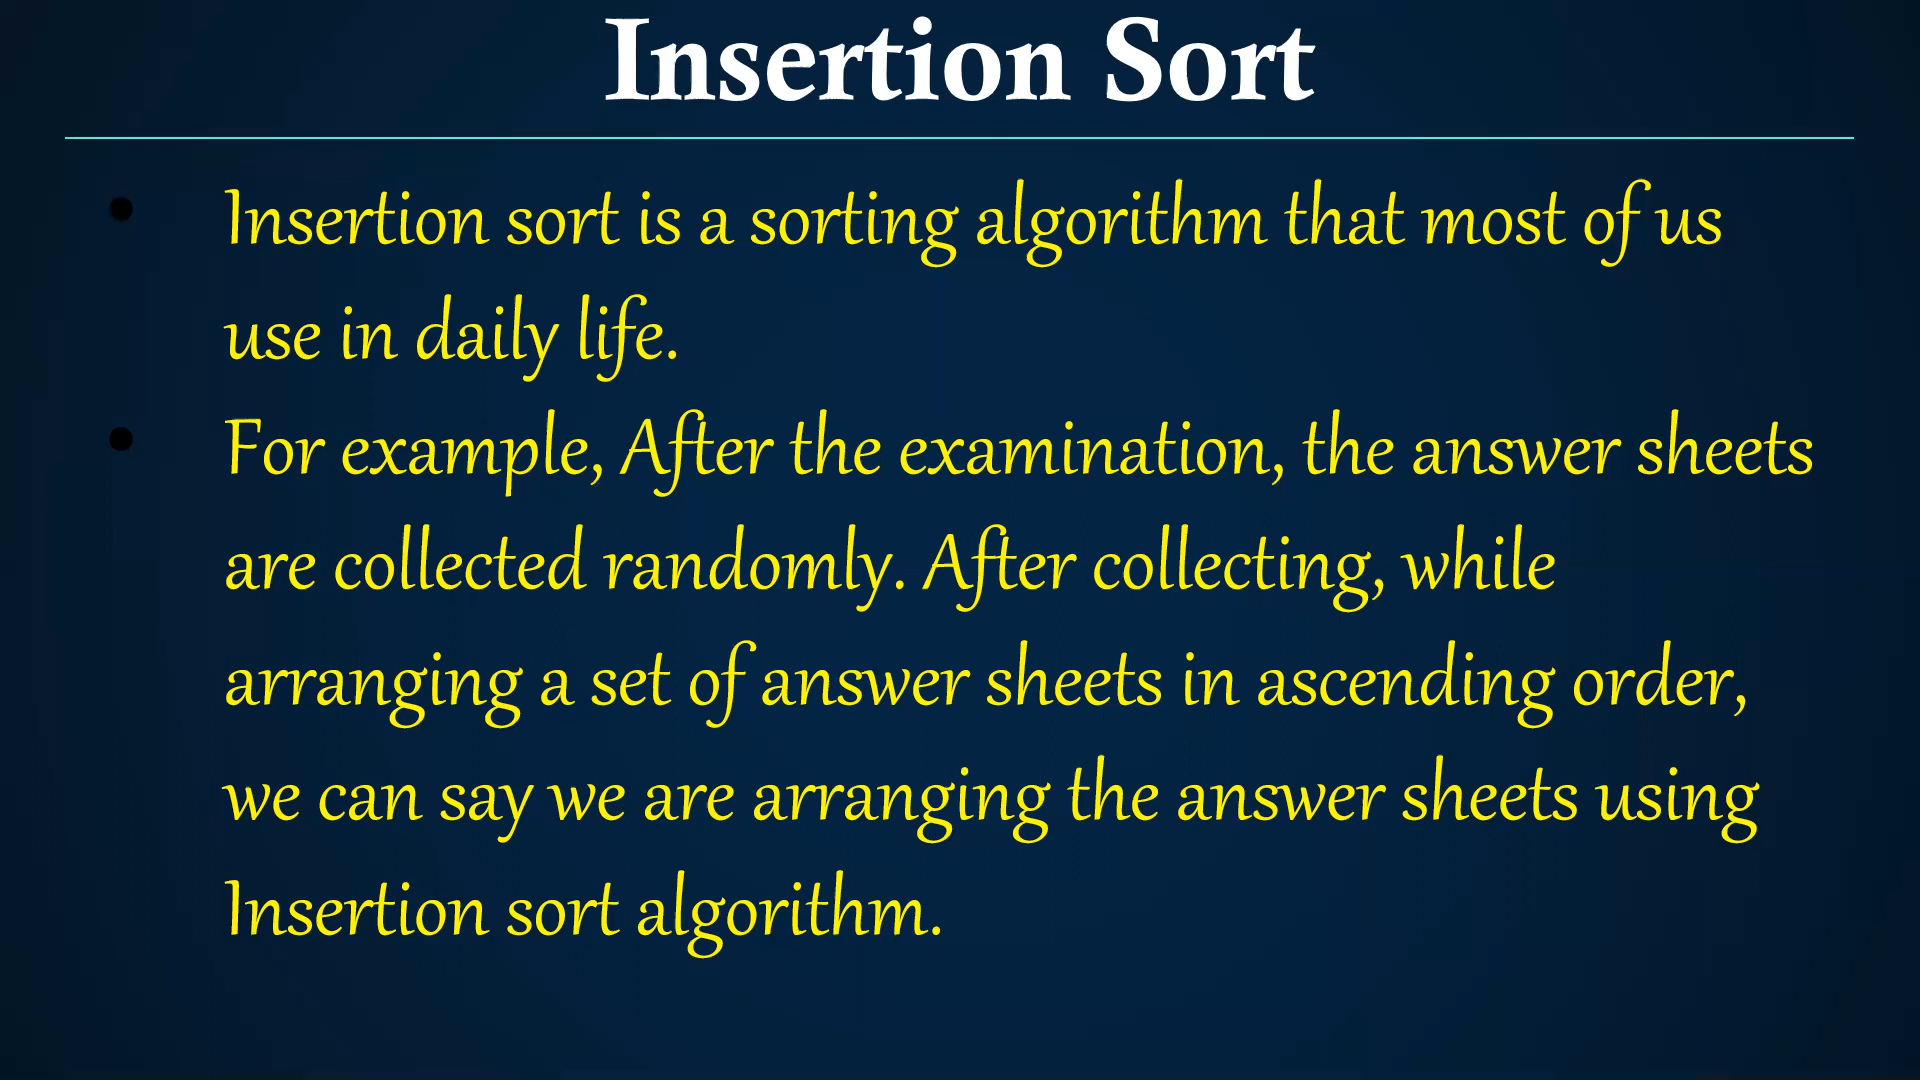 Insertion Sort
• Insertion sort is a sorting algorithm that most of us
use in daily life.
• For example, After the examination, the answer sheets
are collected randomly. After collecting, while
arranging a set of answer sheets in ascending order,
we can say we are arranging the answer sheets using
Insertion sort algorithm.